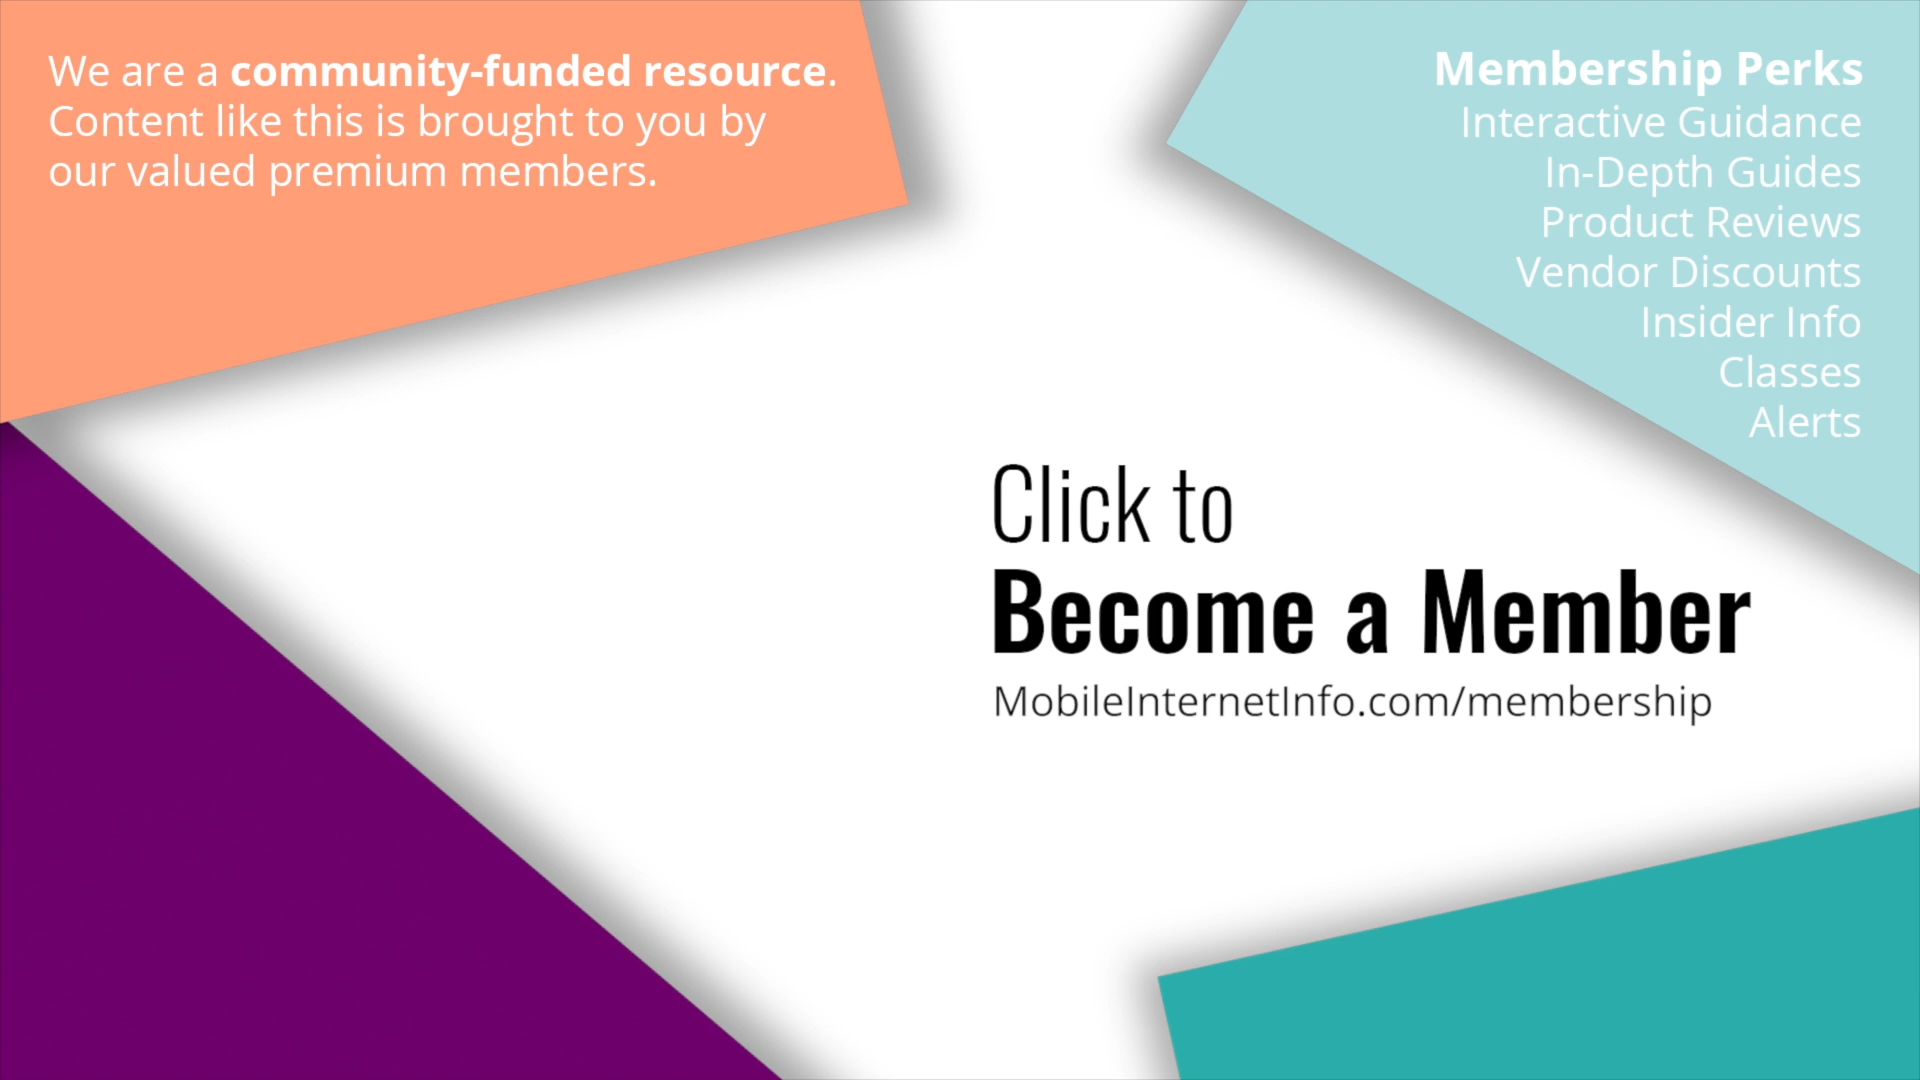 We are a community-funded resource.
Content like this is brought to you by
our valued premium members.
Membership Perks
Interactive Guidance
In-Depth Guides
Product Reviews
Vendor Discounts
Insider Info
Classes
Alerts
Click to
Become a Member
MobileInternetInfo.com/membership